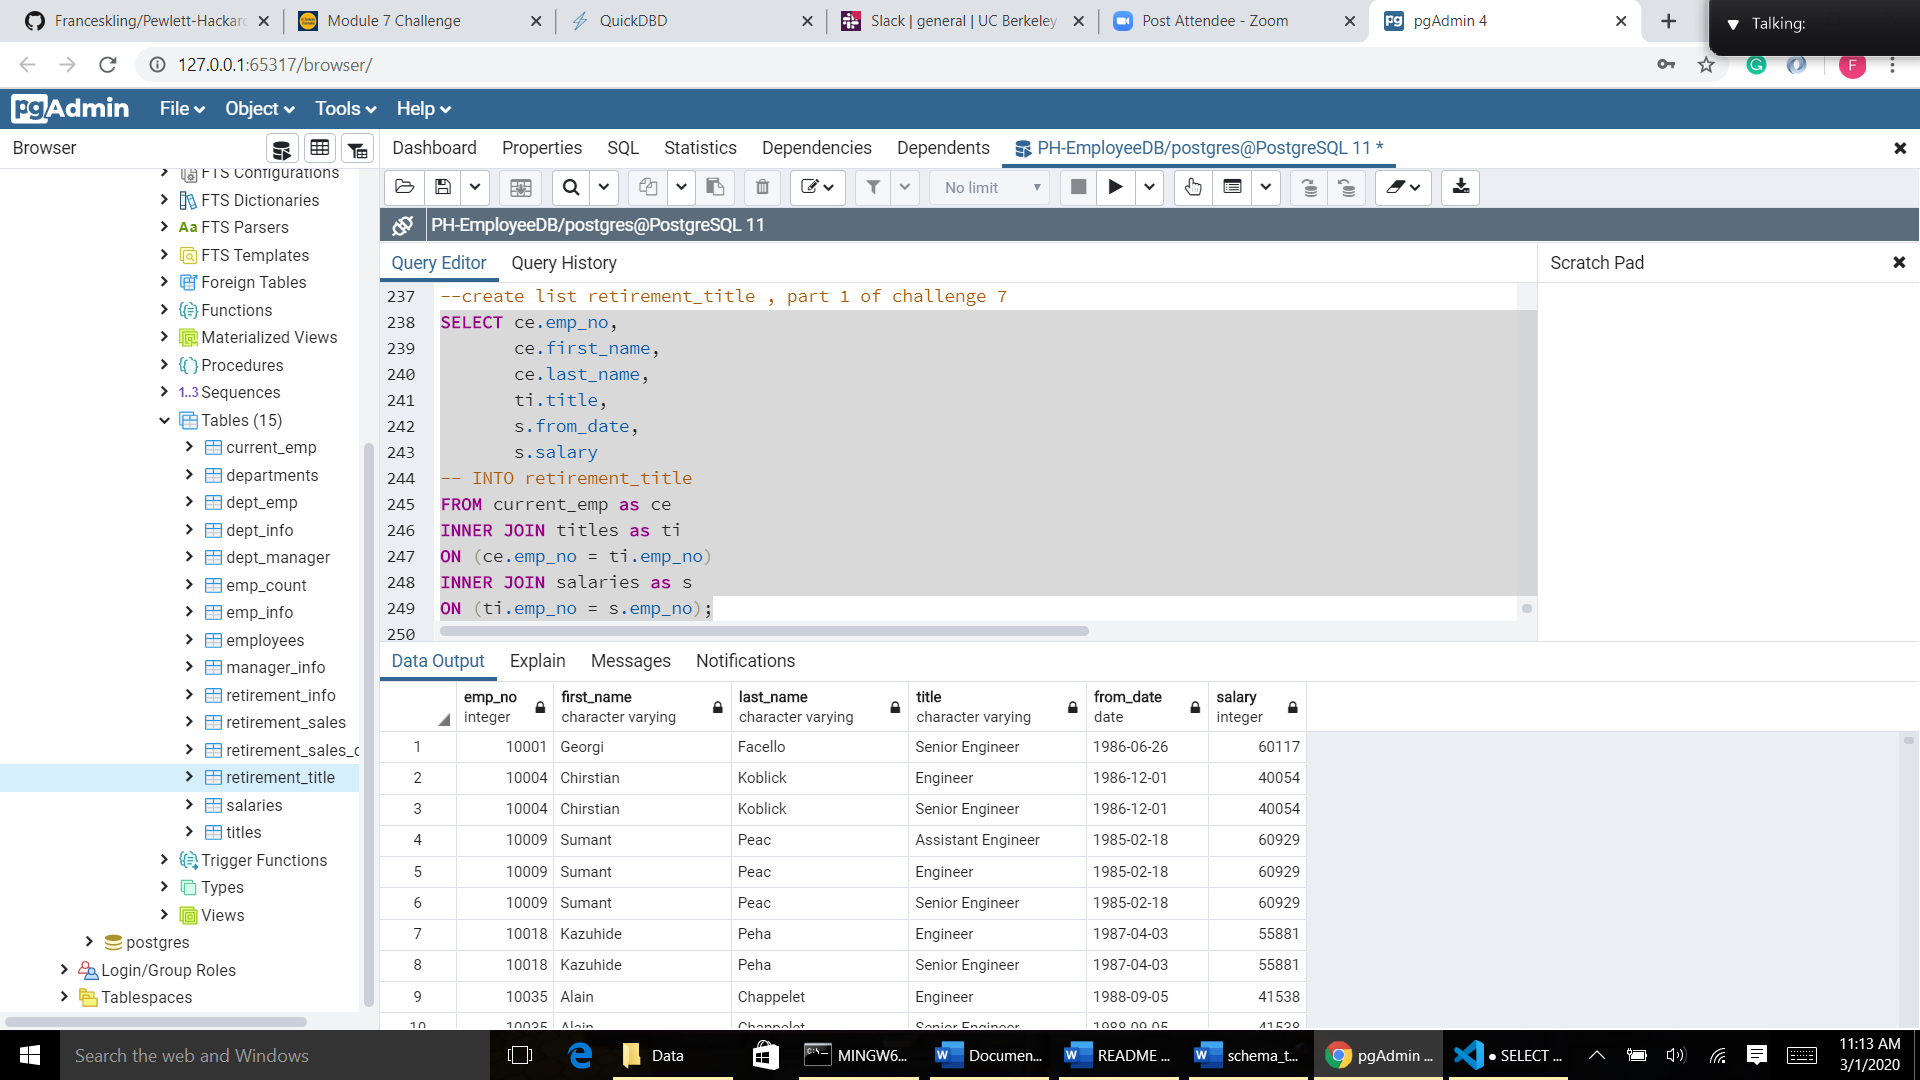 Franceskling/Pewlett-Hackar
Module 7 Challenge
QuickDBD
Slack | general | UC Berkeley
Post Attendee - Zoom
pgAdmin 4
Talking:
127.0.0.1:65317/browser/
F
pgAdmin
File
Object
Tools
Help
Browser
Dashboard
Properties
SQL
Statistics
Dependencies
Dependents
PH-EmployeeDB/postgres@PostgreSQL 11 *
No limit
PH-EmployeeDB/postgres@PostgreSQL 11
FTS Configurations
FTS Dictionaries
Aa FTS Parsers
FTS Templates
Foreign Tables
Functions
Materialized Views
Procedures
1..3 Sequences
Tables (15)
current_emp
departments
dept_emp
dept_info
dept_manager
emp_count
emp_info
employees
manager_info
retirement_info
retirement_sales
retirement_sales_c
retirement_title
salaries
titles
Trigger Functions
Types
Views
postgres
Login/Group Roles
Tablespaces
Query Editor
Query History
Scratch Pad
237 --create list retirement_title , part 1 of challenge 7
238 SELECT ce.emp_no,
239 ce.first_name,
240 ce.last_name,
241 ti.title,
242 s.from_date,
243 s.salary
244 -- INTO retirement_title
245 FROM current_emp as ce
246 INNER JOIN titles as ti
247 ON (ce.emp_no = ti.emp_no)
248 INNER JOIN salaries as s
249 ON (ti.emp_no = s.emp_no);
250
Data Output
Explain
Messages
Notifications
emp_no first_name last_name title from_date salary
integer character varying character varying character varying date integer
1 10001 Georgi Facello Senior Engineer 1986-06-26 60117
2 10004 Chirstian Koblick Engineer 1986-12-01 40054
3 10004 Chirstian Koblick Senior Engineer 1986-12-01 40054
4 10009 Sumant Peac Assistant Engineer 1985-02-18 60929
5 10009 Sumant Peac Engineer 1985-02-18 60929
6 10009 Sumant Peac Senior Engineer 1985-02-18 60929
7 10018 Kazuhide Peha Engineer 1987-04-03 55881
8 10018 Kazuhide Peha Senior Engineer 1987-04-03 55881
9 10035 Alain Chappelet Engineer 1988-09-05 41538
10 10035 Alain Chappelet Senior Engineer 1988-09-05 41538
Search the web and Windows
Data
MINGW6...
Documen...
README ...
schema_t...
pgAdmin ...
● SELECT ...
11:13 AM
3/1/2020